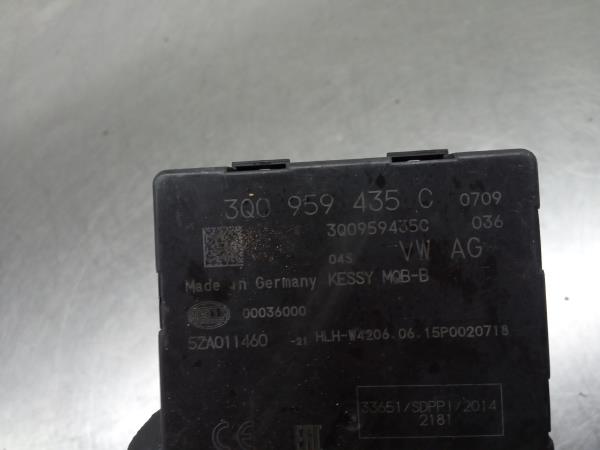 3Q0 959 435 C 0709
3Q0959435C 036
04S VW AG
Made in Germany KESSY MQB-B
00036000
5ZA011460 -21 HLH-W4206.06.15P0020718
33651/SDPPI/2014
2181
CE EAC